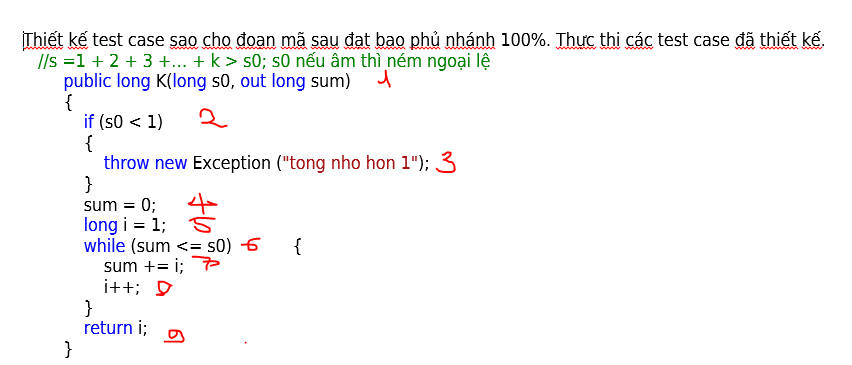 Thiết kế test case sao cho đoạn mã sau đạt bao phủ nhánh 100%. Thực thi các test case đã thiết kế.
//s =1 + 2 + 3 +... + k > s0; s0 nếu âm thì ném ngoại lệ
public long K(long s0, out long sum) 1
{
if (s0 < 1) 2
{
throw new Exception ("tong nho hon 1"); 3
}
sum = 0; 4
long i = 1; 5
while (sum <= s0) 6 {
sum += i; 7
i++; 8
}
return i; 9
}